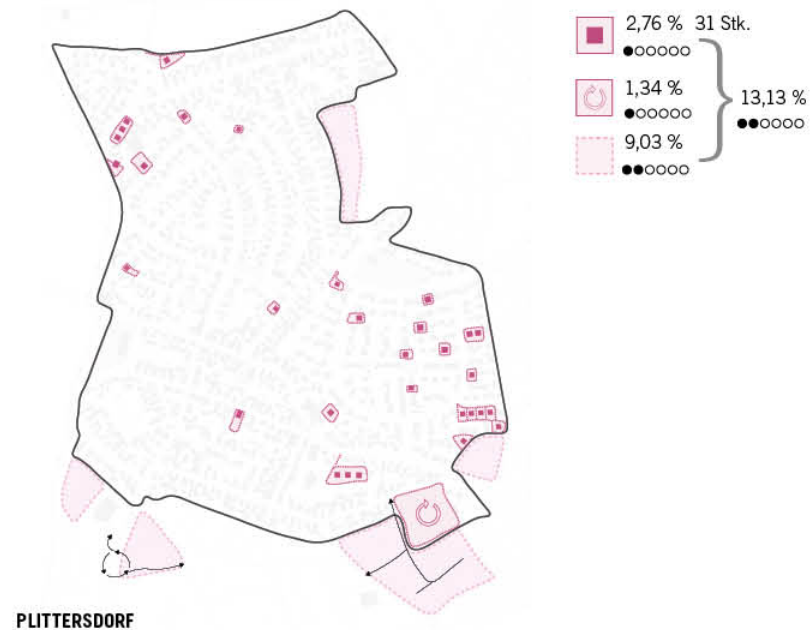 2,76 % 31 Stk.
1,34 %
13,13 %
9,03 %
PLITTERSDORF